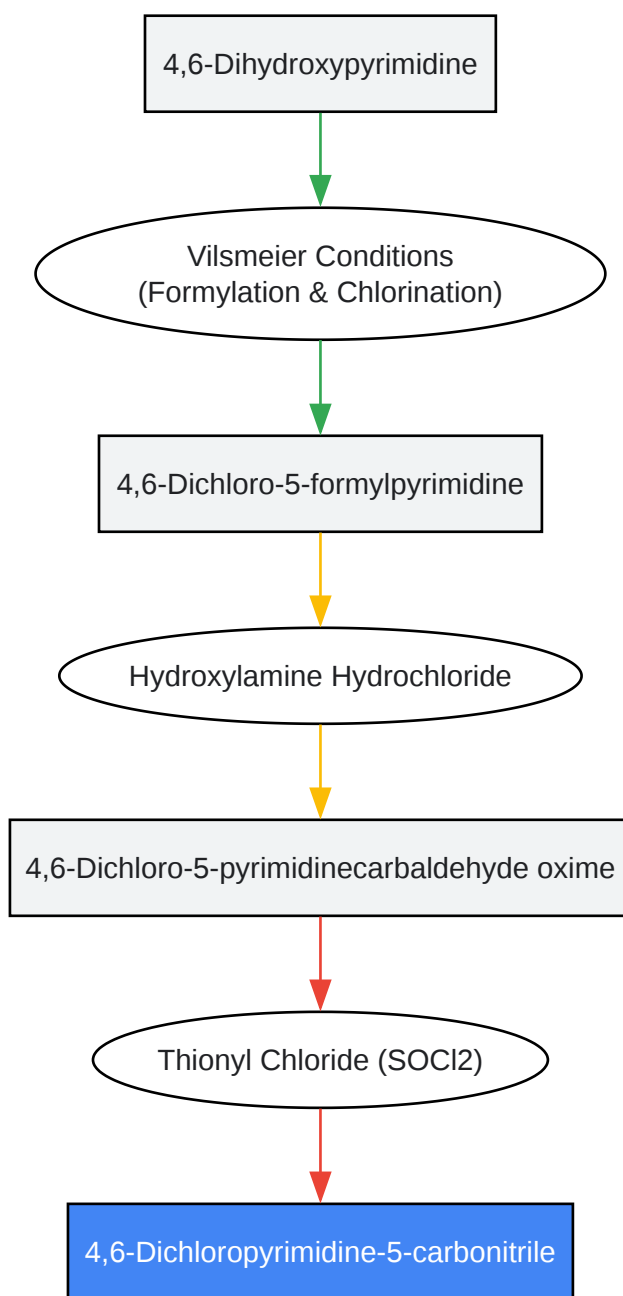 4,6-Dihydroxypyrimidine
Vilsmeier Conditions
(Formylation & Chlorination)
4,6-Dichloro-5-formylpyrimidine
Hydroxylamine Hydrochloride
4,6-Dichloro-5-pyrimidinecarbaldehyde oxime
Thionyl Chloride (SOCl2)
4,6-Dichloropyrimidine-5-carbonitrile